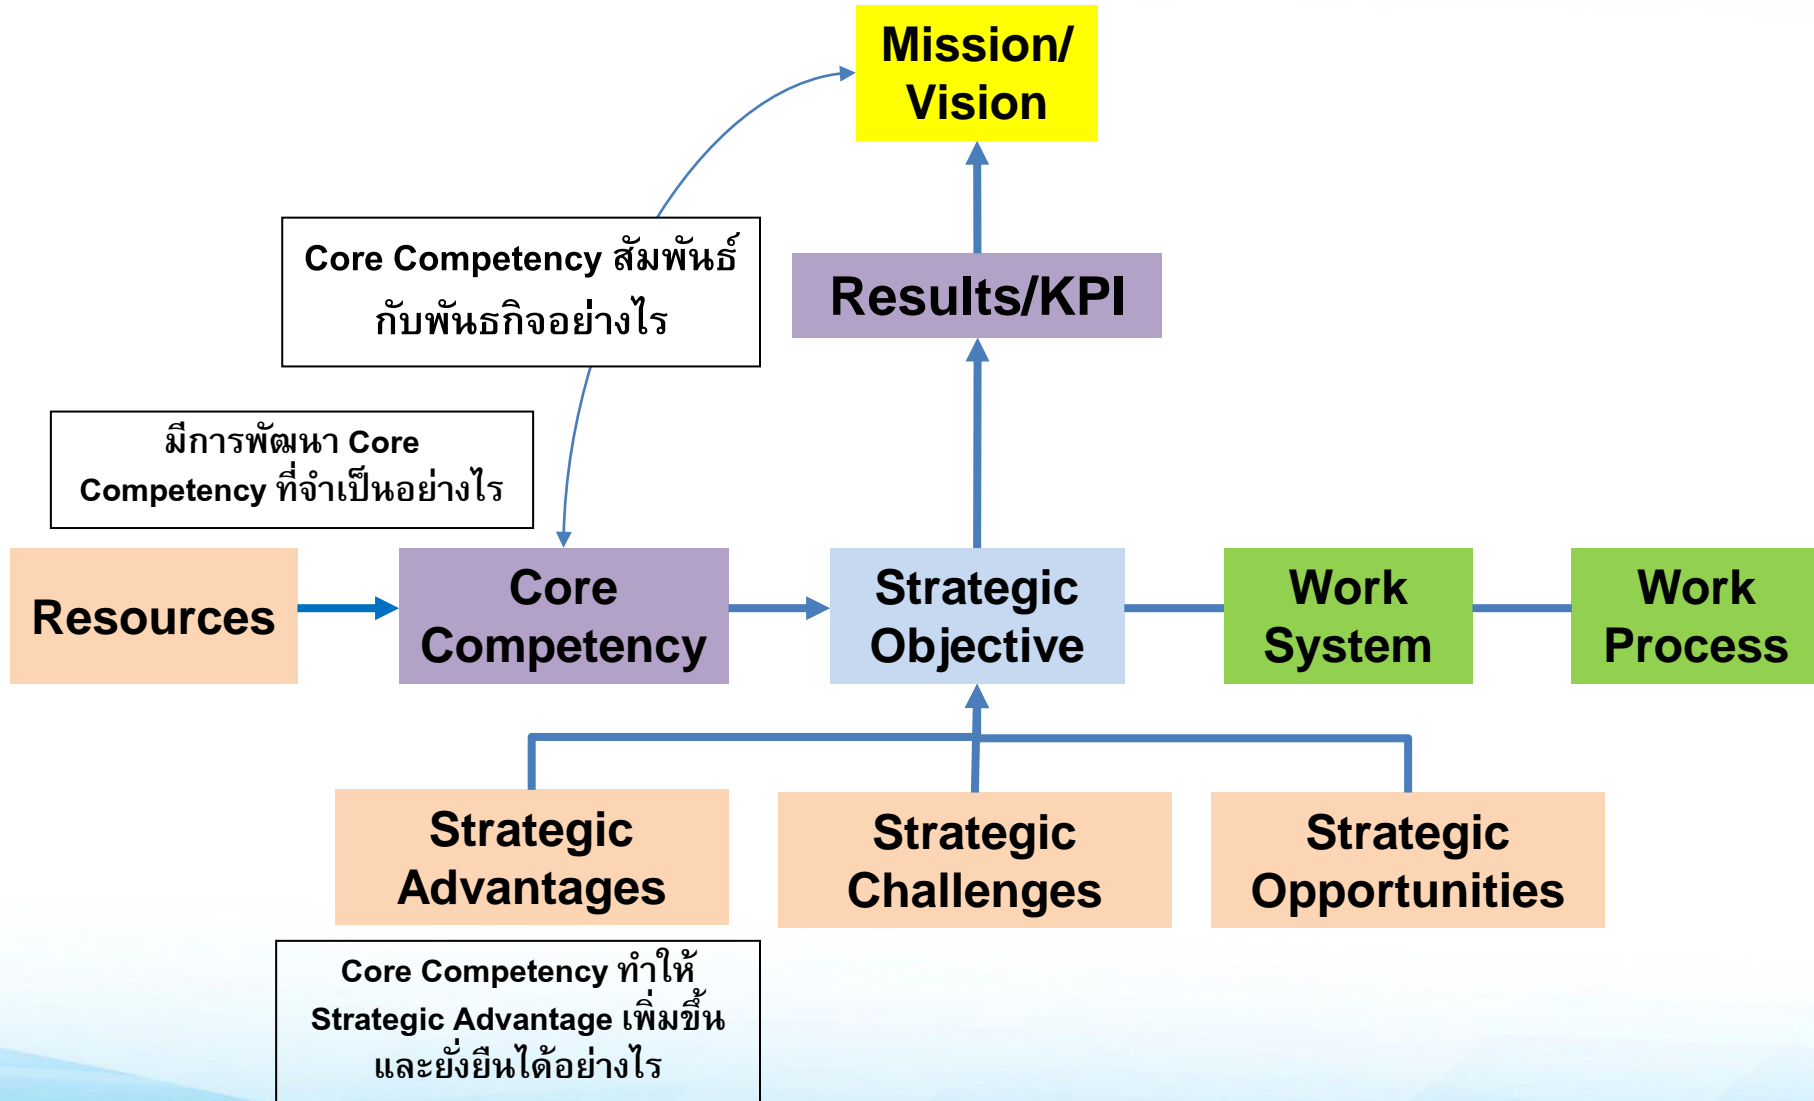 Mission/
Vision
Core Competency สัมพันธ์
กับพันธกิจอย่างไร
Results/KPI
มีการพัฒนา Core
Competency ที่จำเป็นอย่างไร
Resources
Core
Competency
Strategic
Objective
Work
System
Work
Process
Strategic
Advantages
Strategic
Challenges
Strategic
Opportunities
Core Competency ทำให้
Strategic Advantage เพิ่มขึ้น
และยั่งยืนได้อย่างไร